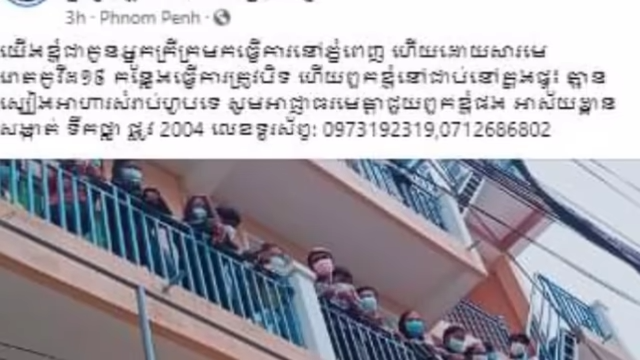 3h · Phnom Penh ·
យើងខ្ញុំជាកូនអ្នកក្រីក្រមកធ្វើការនៅភ្នំពេញ ហើយដោយសារមេ
រោគកូវីដ១៩ កន្លែងធ្វើការត្រូវបិទ ហើយពួកខ្ញុំនៅជាប់នៅក្នុងផ្ទះ គ្មាន
ស្បៀងអាហារសំរាប់ហូបទេ សូមអាជ្ញាធរមេត្តាជួយពួកខ្ញុំផង អាស័យដ្ឋាន
សង្កាត់ ទឹកថ្លា ផ្លូវ 2004 លេខទូរស័ព្ទ: 0973192319,0712686802